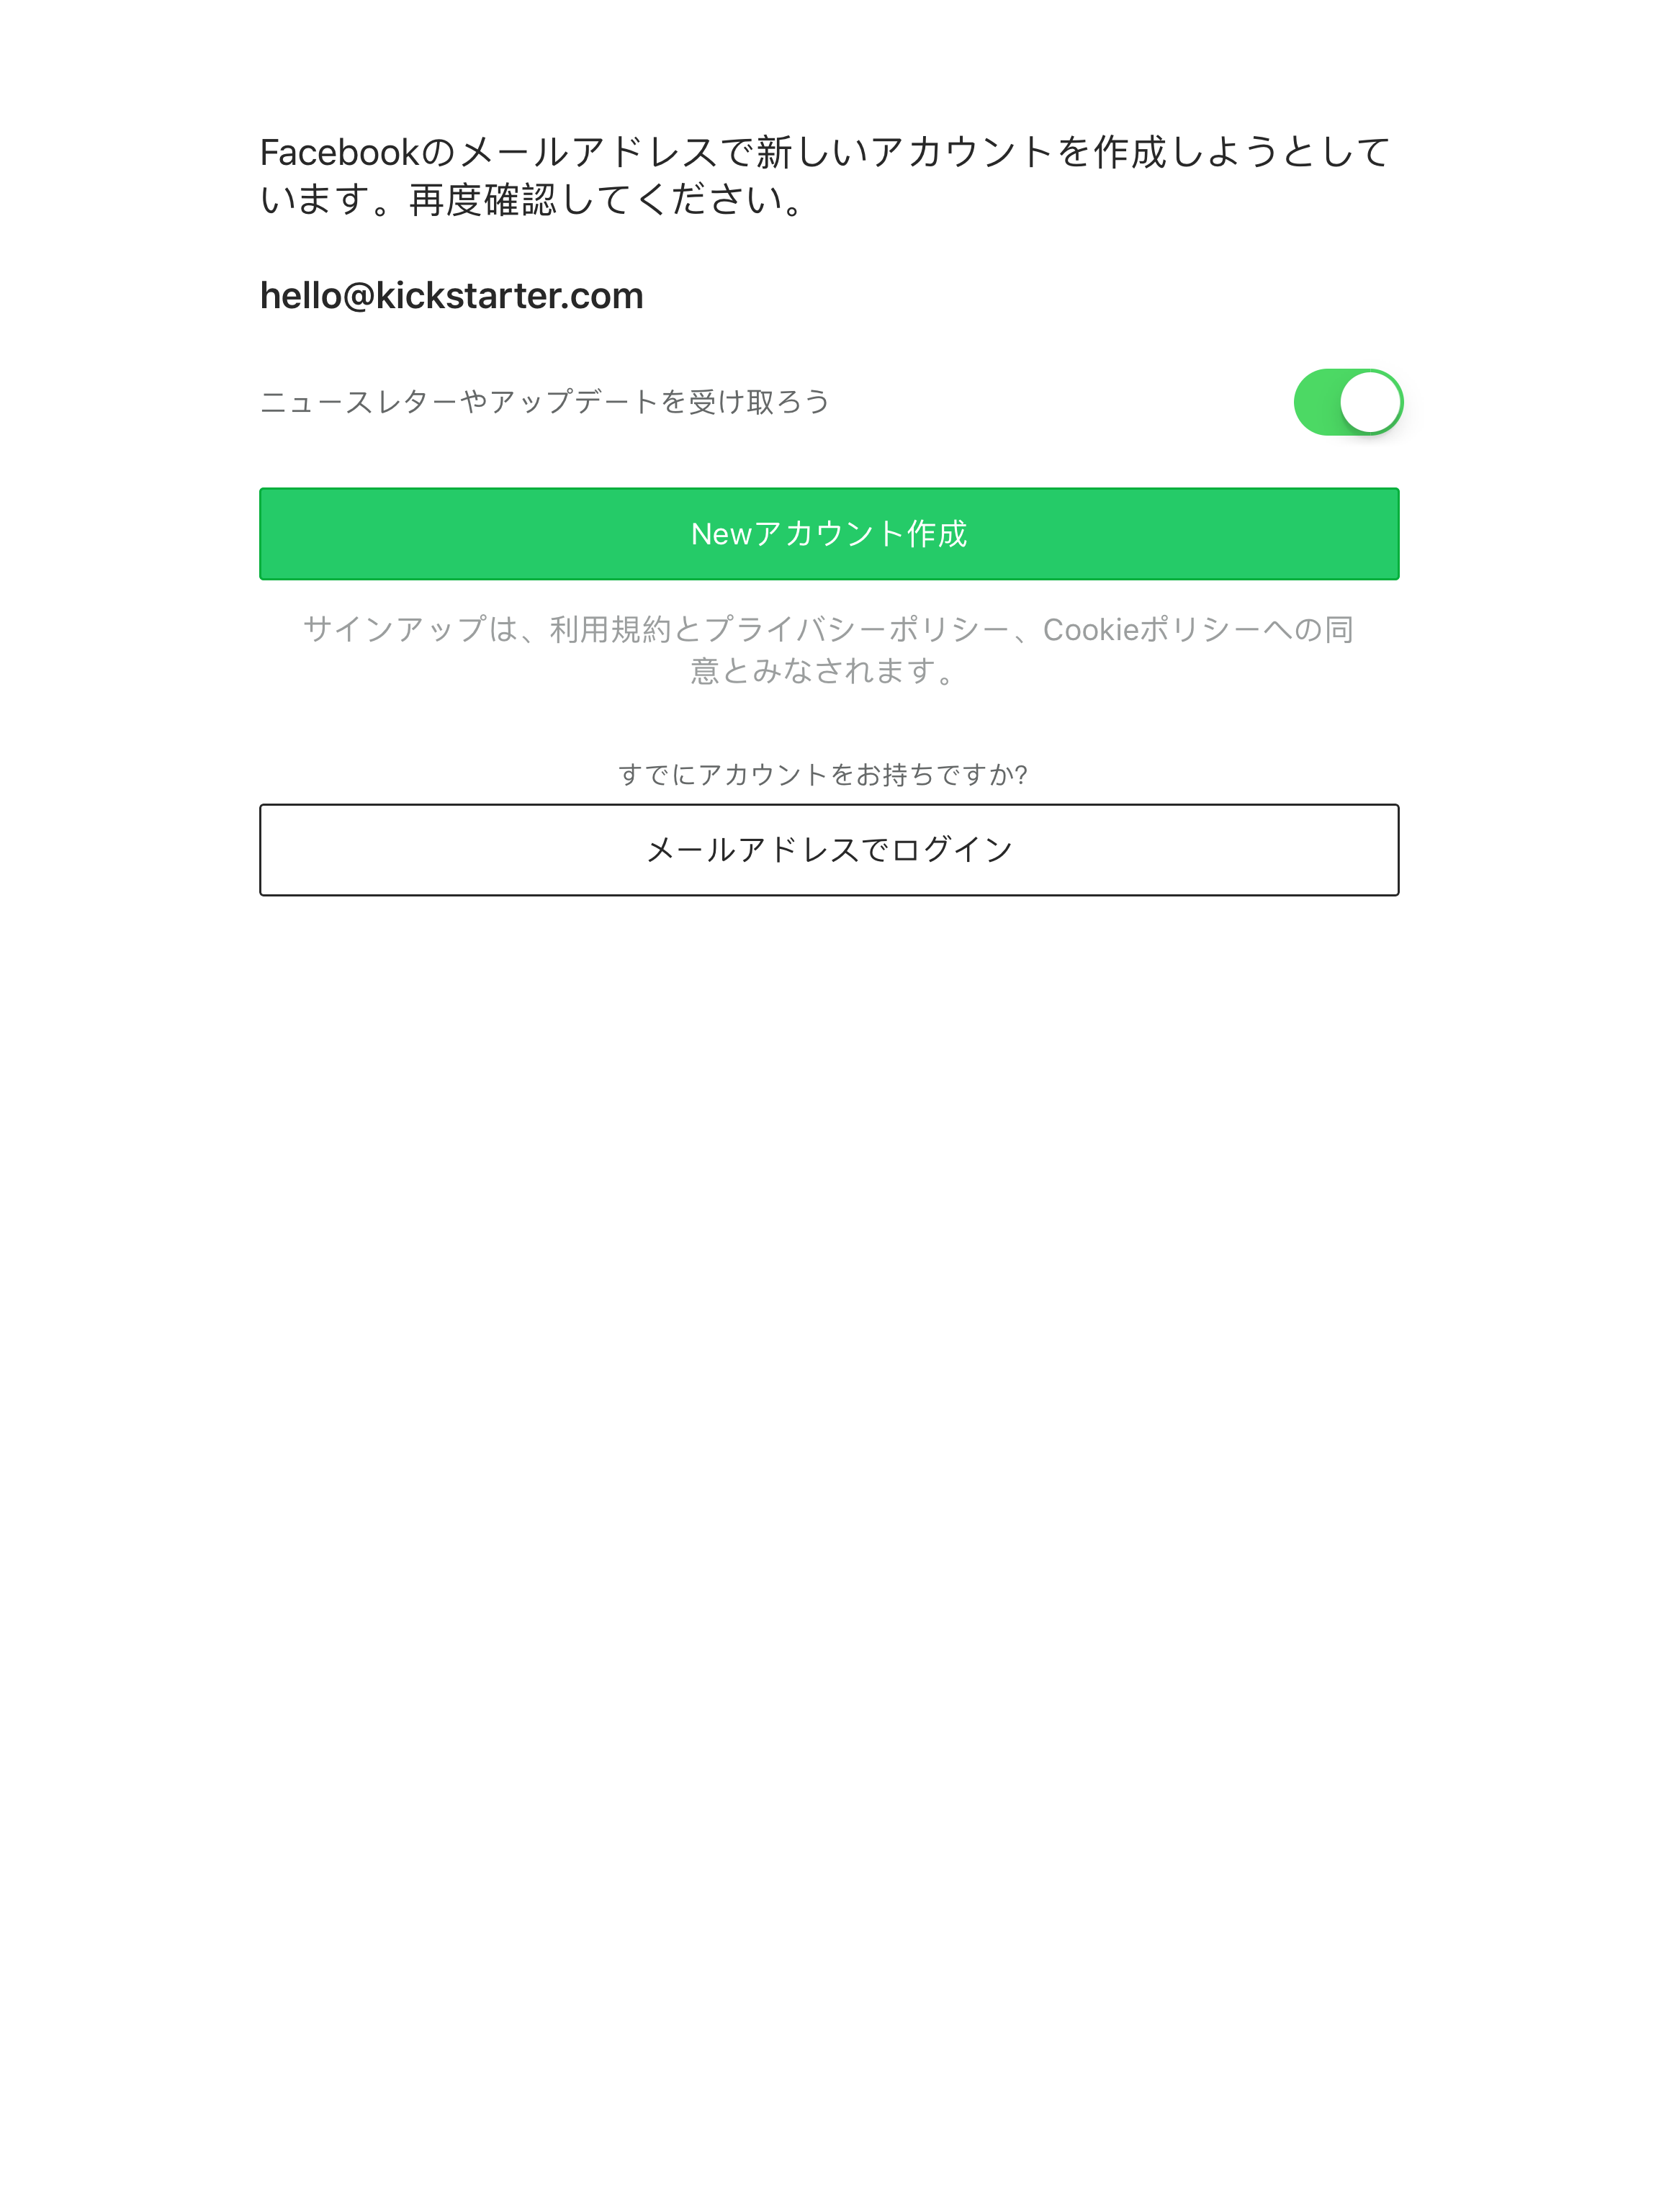 Facebookのメールアドレスで新しいアカウントを作成しようとして
います。再度確認してください。
hello@kickstarter.com
ニュースレターやアップデートを受け取ろう
Newアカウント作成
サインアップは、利用規約とプライバシーポリシー、Cookieポリシーへの同
意とみなされます。
すでにアカウントをお持ちですか?
メールアドレスでログイン